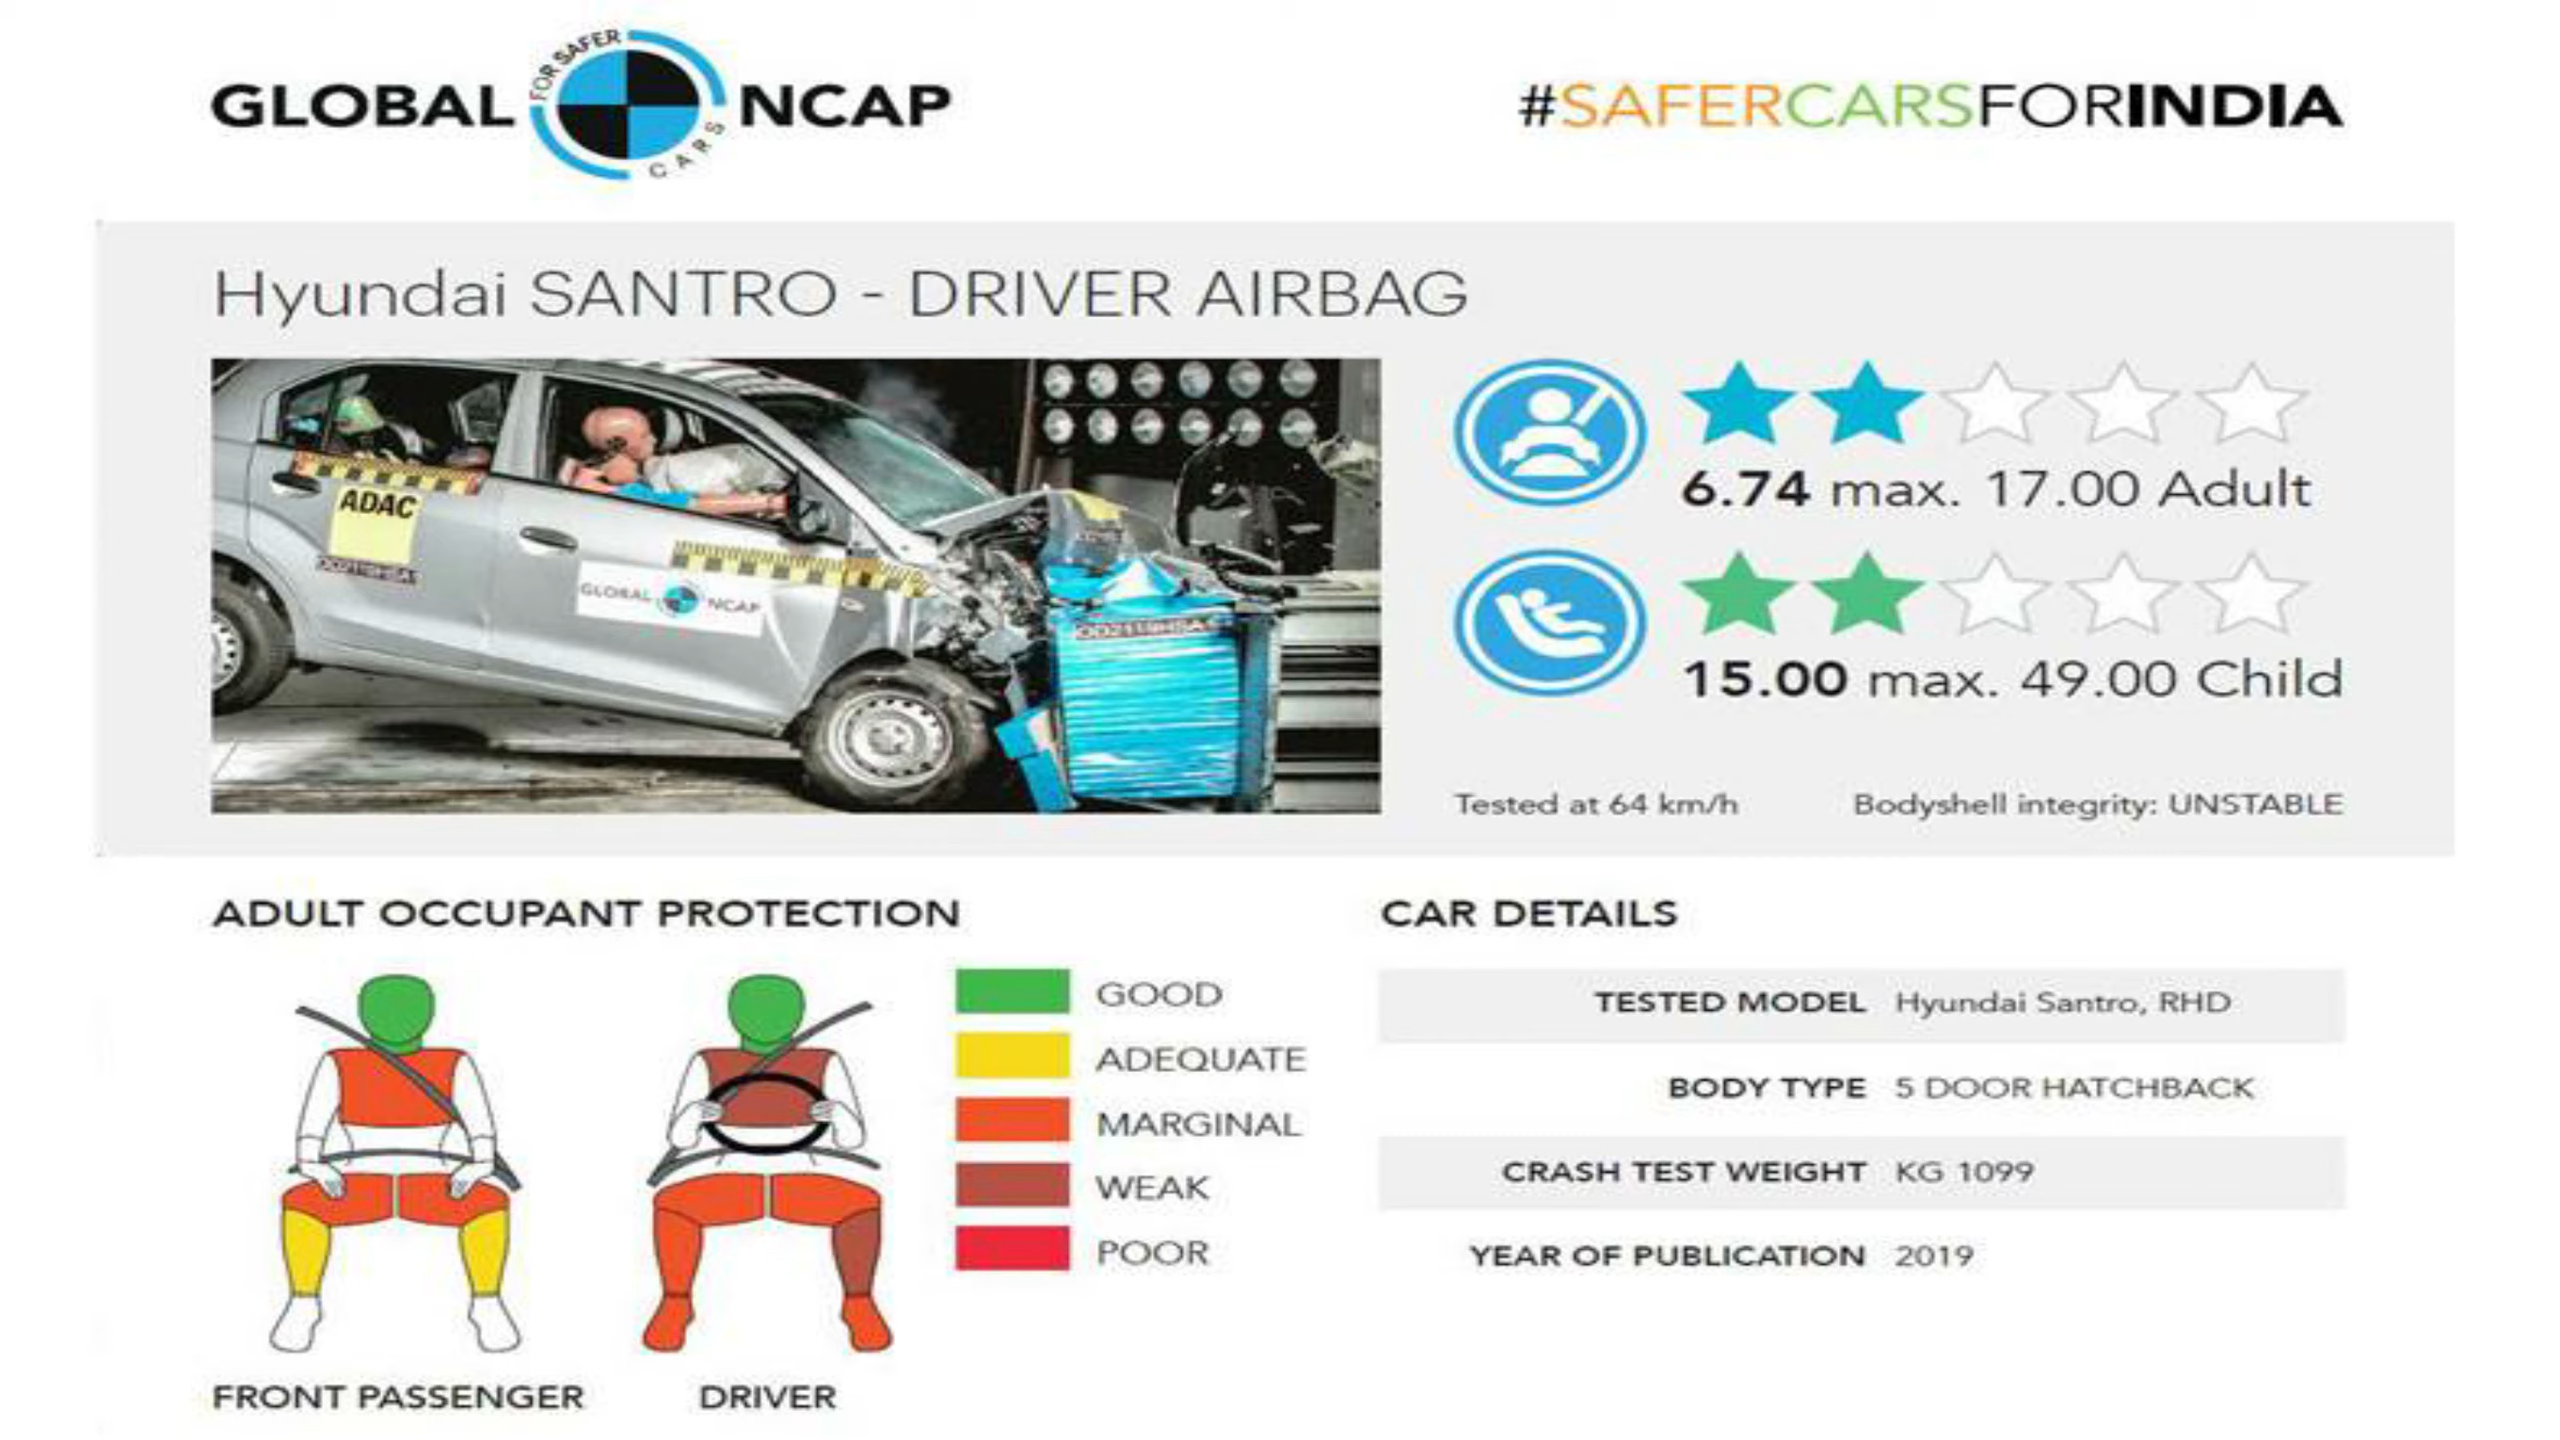 GLOBAL FOR SAFER CARS NCAP
#SAFERCARSFORINDIA
Hyundai SANTRO - DRIVER AIRBAG
ADAC
GLOBAL NCAP
6.74 max. 17.00 Adult
15.00 max. 49.00 Child
Tested at 64 km/h Bodyshell integrity: UNSTABLE
ADULT OCCUPANT PROTECTION
GOOD
ADEQUATE
MARGINAL
WEAK
POOR
FRONT PASSENGER DRIVER
CAR DETAILS
TESTED MODEL Hyundai Santro, RHD
BODY TYPE 5 DOOR HATCHBACK
CRASH TEST WEIGHT KG 1099
YEAR OF PUBLICATION 2019